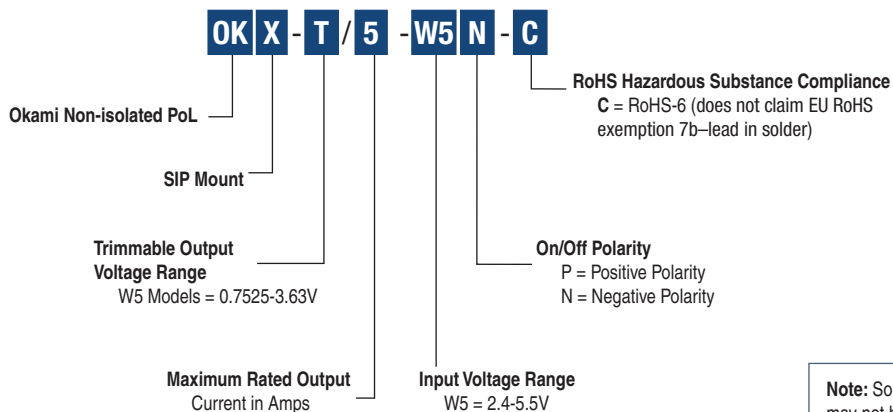 OK X - T / 5 - W5 N - C
RoHS Hazardous Substance Compliance
C = RoHS-6 (does not claim EU RoHS
exemption 7b–lead in solder)
Okami Non-isolated PoL
SIP Mount
Trimmable Output
Voltage Range
W5 Models = 0.7525-3.63V
On/Off Polarity
P = Positive Polarity
N = Negative Polarity
Maximum Rated Output
Current in Amps
Input Voltage Range
W5 = 2.4-5.5V
Note: So
may not